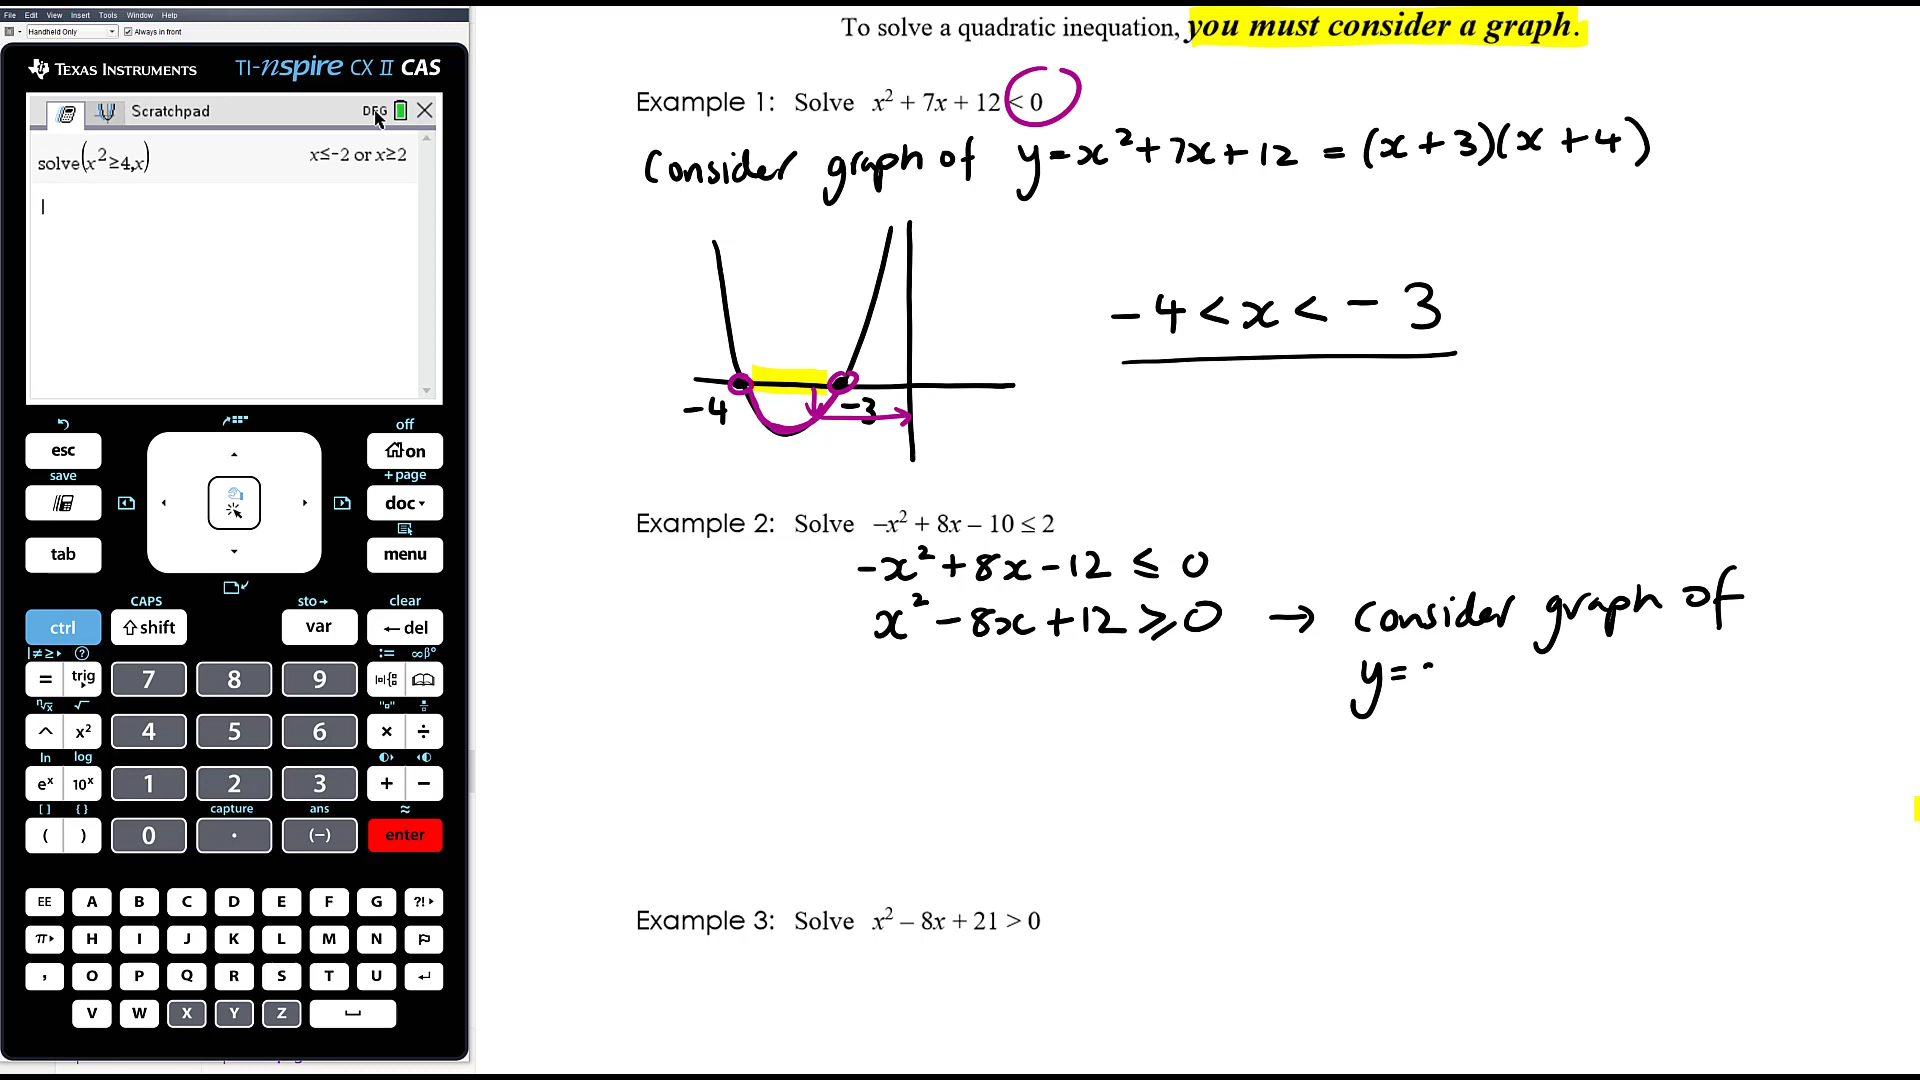 File Edit View Insert Tools Window Help
Handheld Only Always in front
TEXAS INSTRUMENTS TI-nspire CX II CAS
Scratchpad DEG
solve(x²≥4,x) x≤-2 or x≥2
off
esc on
save +page
doc
tab menu
CAPS sto→ clear
ctrl shift var ←del
|≠≥▸ ? := ∞β°
= trig 7 8 9 |□|{
ⁿ√x √
^ x² 4 5 6 × ÷
ln log
eˣ 10ˣ 1 2 3 + −
[ ] { } capture ans ≈
( ) 0 . (−) enter
EE A B C D E F G ?!▸
π▸ H I J K L M N
, O P Q R S T U
V W X Y Z
To solve a quadratic inequation, you must consider a graph.
Example 1: Solve x² + 7x + 12 < 0
Consider graph of y=x²+7x+12 = (x+3)(x+4)
-4 < x < -3
-4 -3
Example 2: Solve –x² + 8x – 10 ≤ 2
-x²+8x-12 ≤ 0
x²-8x+12 ≥ 0 → consider graph of
y=
Example 3: Solve x² – 8x + 21 > 0